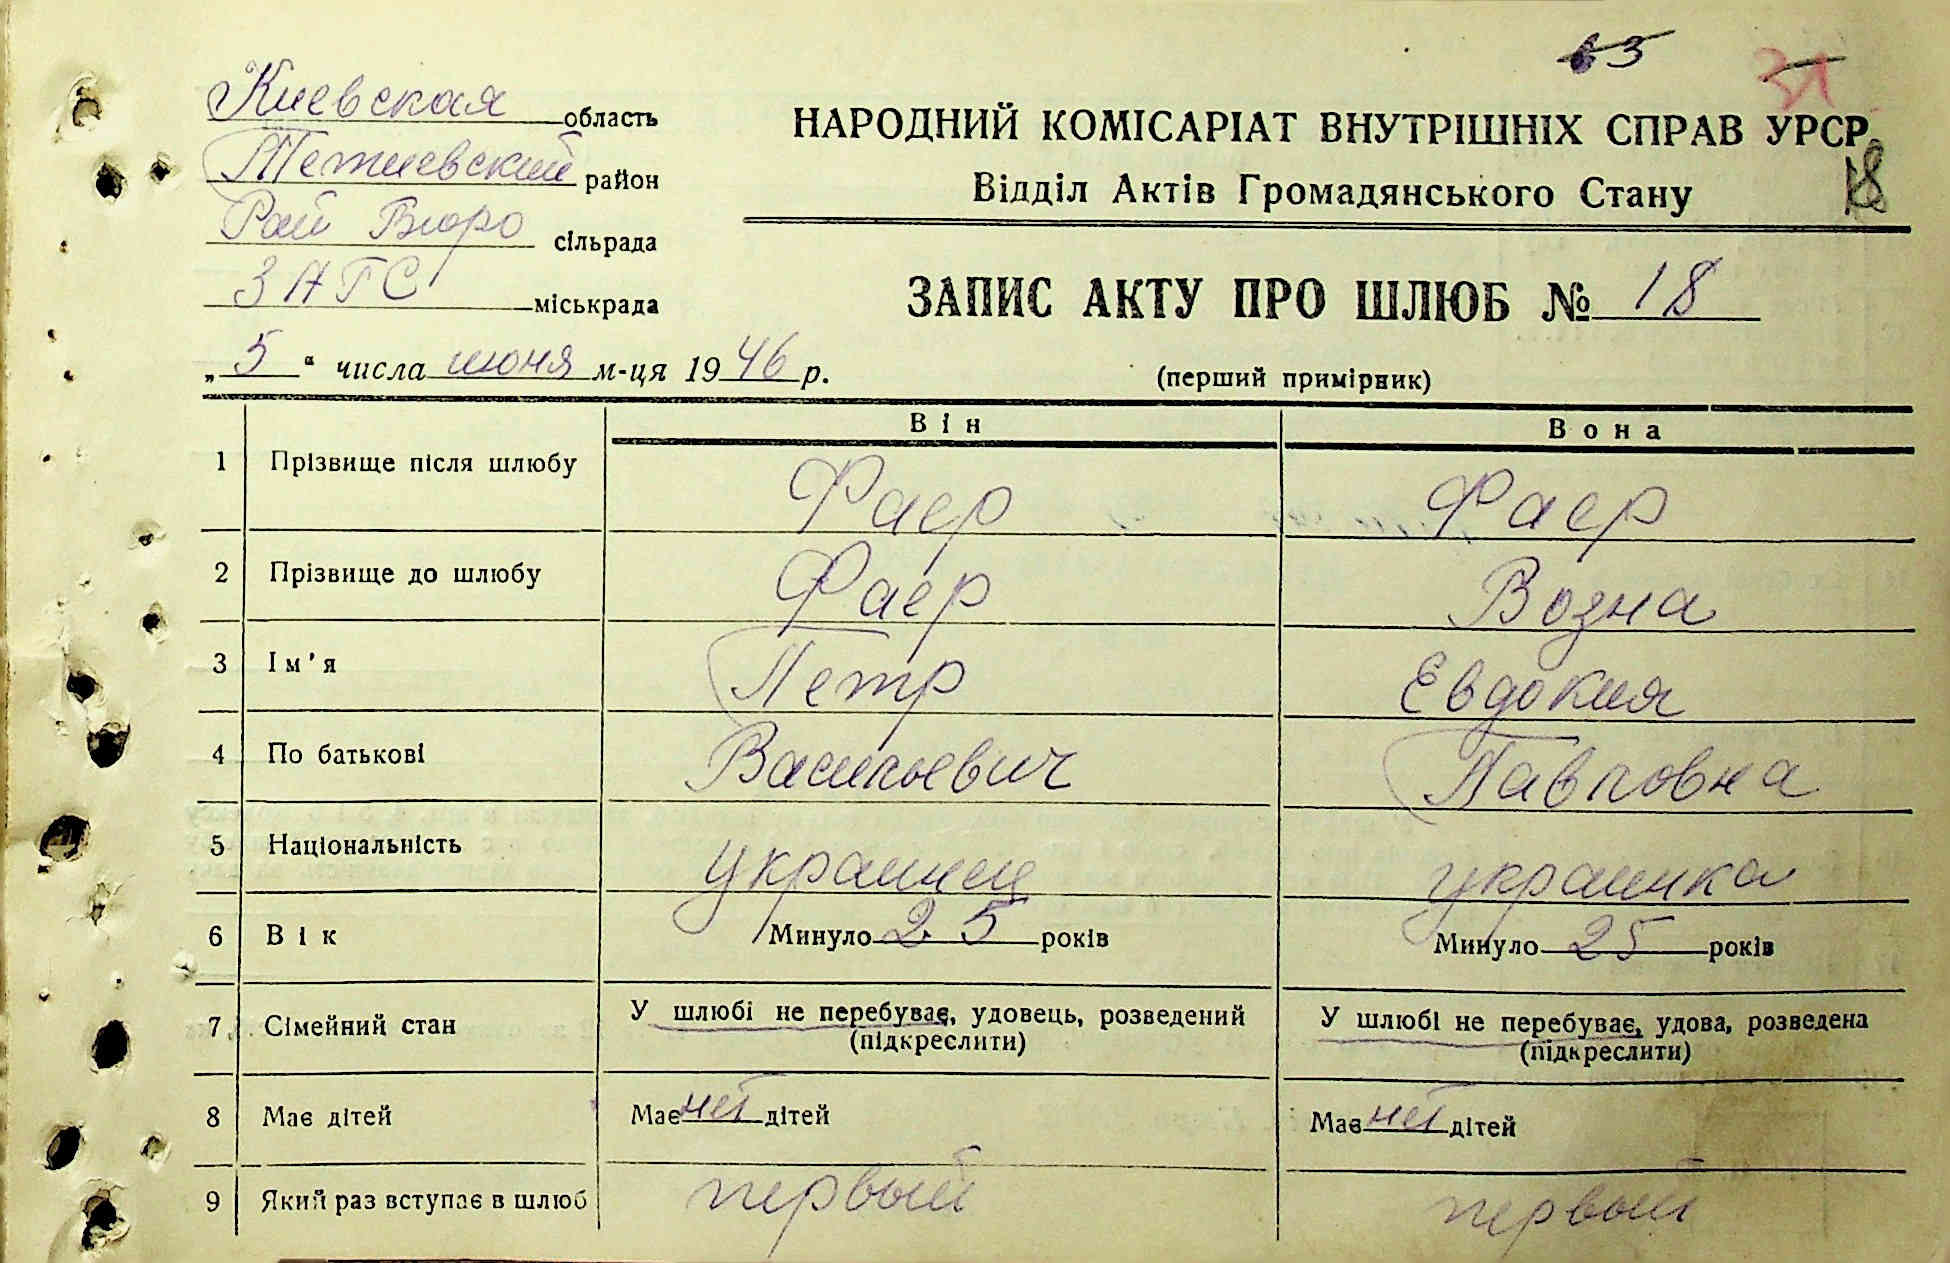 63 31
Киевская область
Тетиевский район
Рай Бюро сільрада
ЗАГС міськрада
НАРОДНИЙ КОМІСАРІАТ ВНУТРІШНІХ СПРАВ УРСР
Відділ Актів Громадянського Стану
18
ЗАПИС АКТУ ПРО ШЛЮБ № 18
„5“ числа июня м-ця 1946 р.
(перший примірник)
Він Вона
1 Прізвище після шлюбу Фаер Фаер
2 Прізвище до шлюбу Фаер Возна
3 Ім'я Петр Евдокия
4 По батькові Васильевич Павловна
5 Національність украинец украинка
6 Вік Минуло 25 років Минуло 25 років
7 Сімейний стан У шлюбі не перебуває, удовець, розведений У шлюбі не перебуває, удова, розведена
(підкреслити) (підкреслити)
8 Має дітей Має нет дітей Має нет дітей
9 Який раз вступає в шлюб первый первый